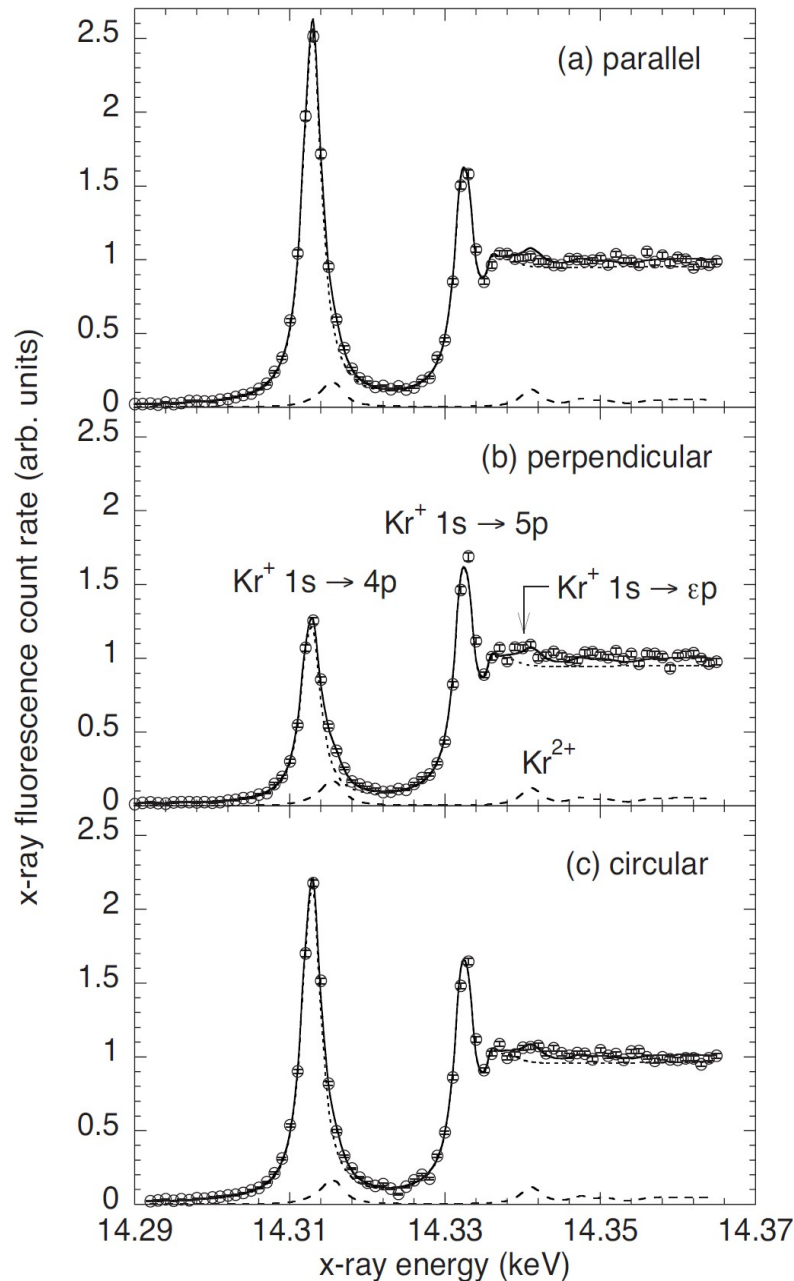 x-ray fluorescence count rate (arb. units)
2.5
(a) parallel
2
1.5
1
0.5
0
2.5
(b) perpendicular
2
Kr⁺ 1s → 5p
1.5
Kr⁺ 1s → 4p
Kr⁺ 1s → εp
1
0.5
Kr²⁺
0
2.5
(c) circular
2
1.5
1
0.5
0
14.29 14.31 14.33 14.35 14.37
x-ray energy (keV)